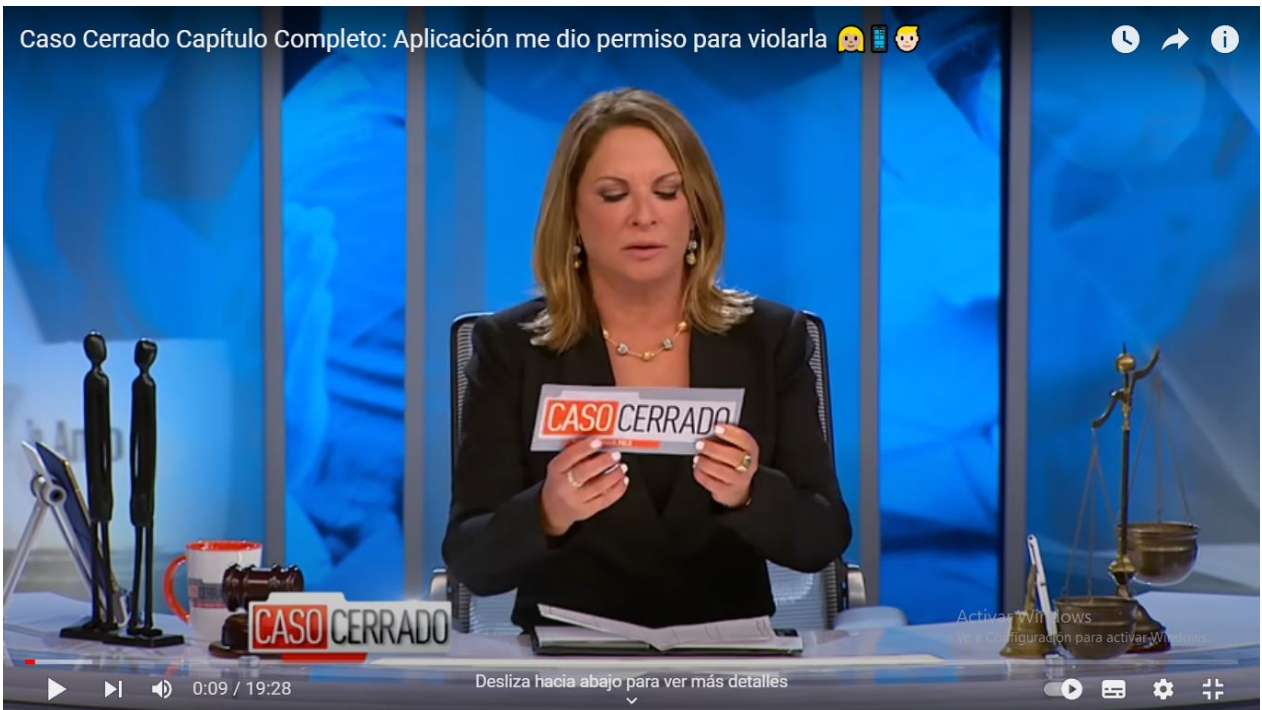 Caso Cerrado Capítulo Completo: Aplicación me dio permiso para violarla
CASO CERRADO
CASO CERRADO
Activar Windows
Ve a Configuración para activar Windows.
0:09 / 19:28
Desliza hacia abajo para ver más detalles